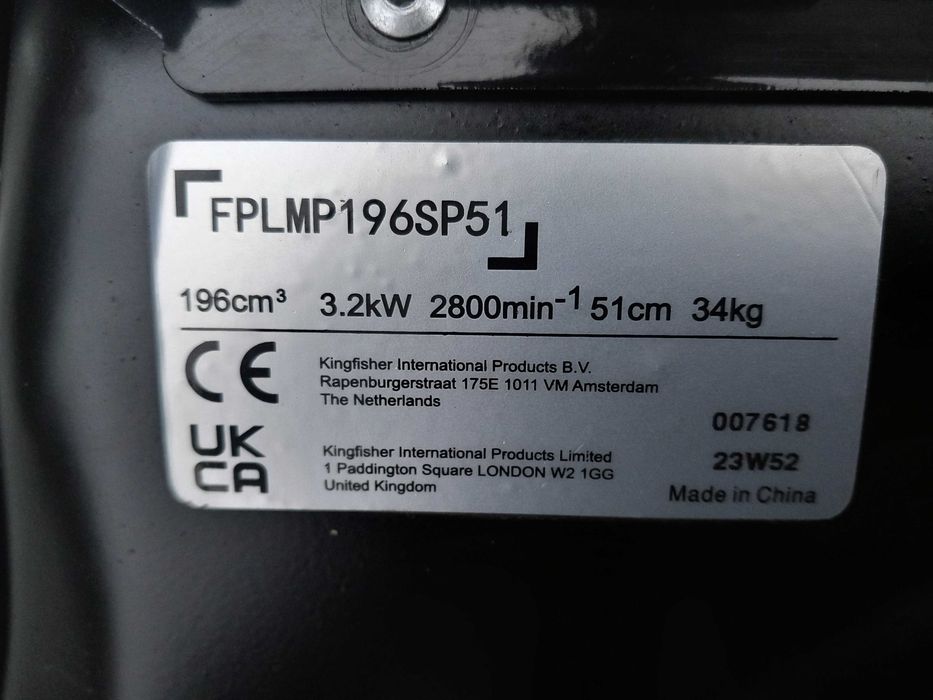 FPLMP196SP51
196cm³ 3.2kW 2800min⁻¹ 51cm 34kg
CE
Kingfisher International Products B.V.
Rapenburgerstraat 175E 1011 VM Amsterdam
The Netherlands
UK
CA
Kingfisher International Products Limited
1 Paddington Square LONDON W2 1GG
United Kingdom
007618
23W52
Made in China